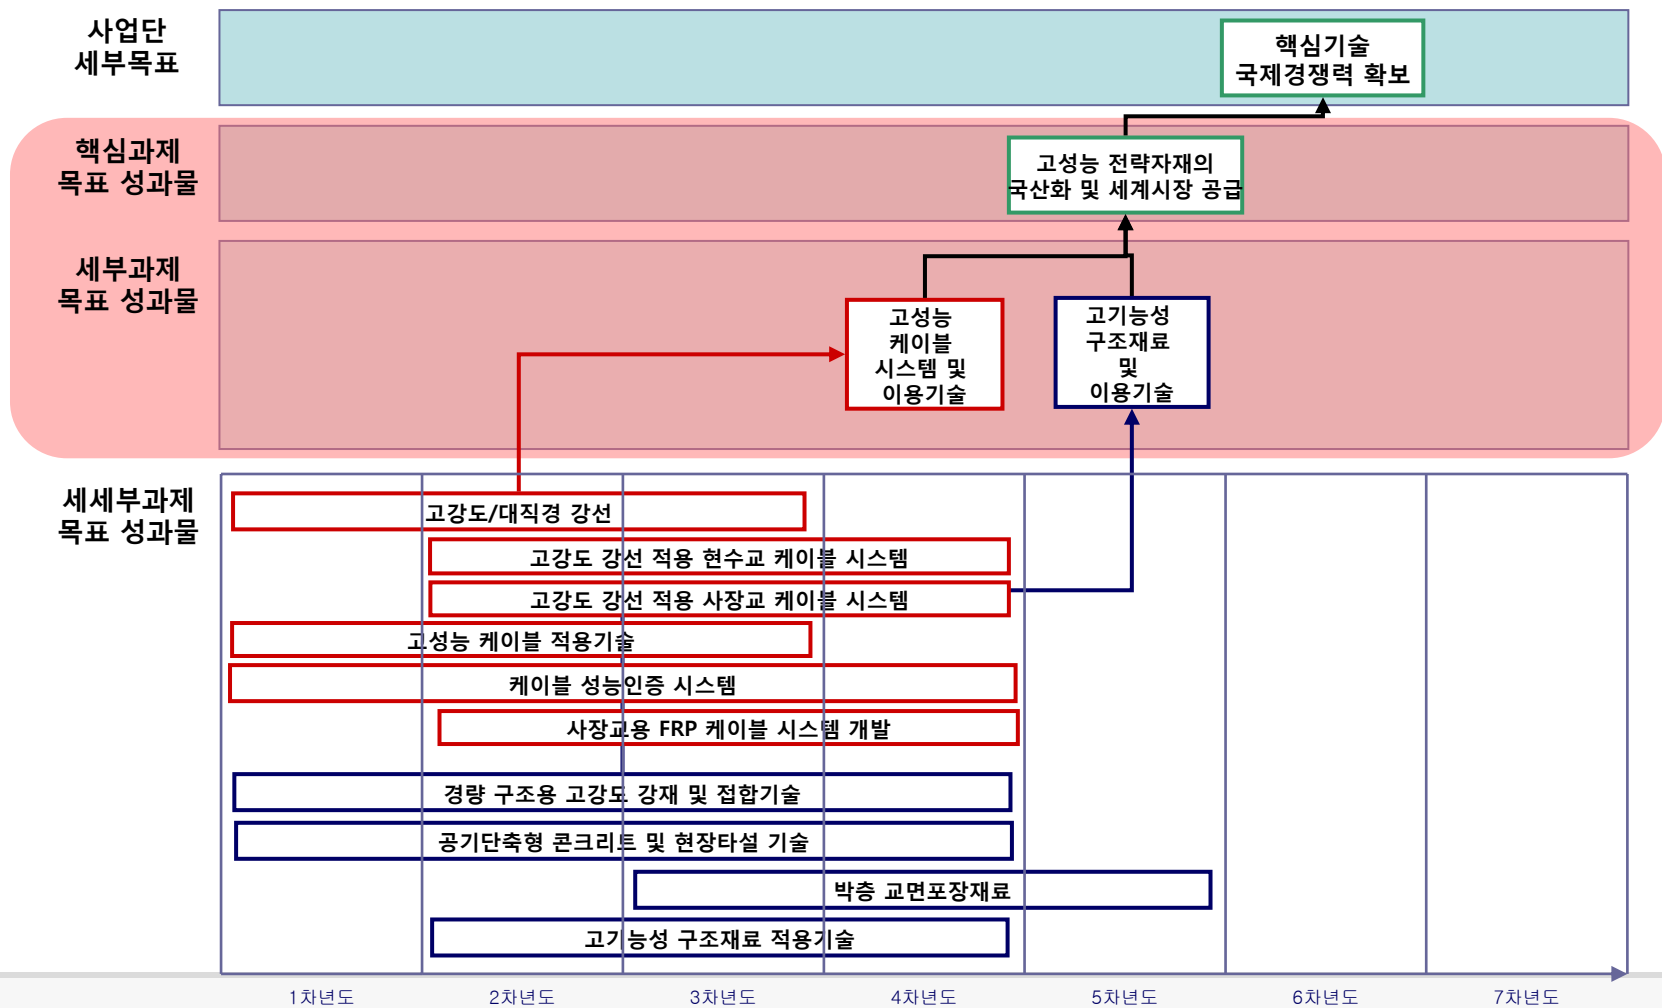 사업단
세부목표
핵심기술
국제경쟁력 확보
핵심과제
목표 성과물
고성능 전략자재의
국산화 및 세계시장 공급
세부과제
목표 성과물
고성능
케이블
시스템 및
이용기술
고기능성
구조재료
및
이용기술
세세부과제
목표 성과물
고강도/대직경 강선
고강도 강선 적용 현수교 케이블 시스템
고강도 강선 적용 사장교 케이블 시스템
고성능 케이블 적용기술
케이블 성능인증 시스템
사장교용 FRP 케이블 시스템 개발
경량 구조용 고강도 강재 및 접합기술
공기단축형 콘크리트 및 현장타설 기술
박층 교면포장재료
고기능성 구조재료 적용기술
1차년도
2차년도
3차년도
4차년도
5차년도
6차년도
7차년도